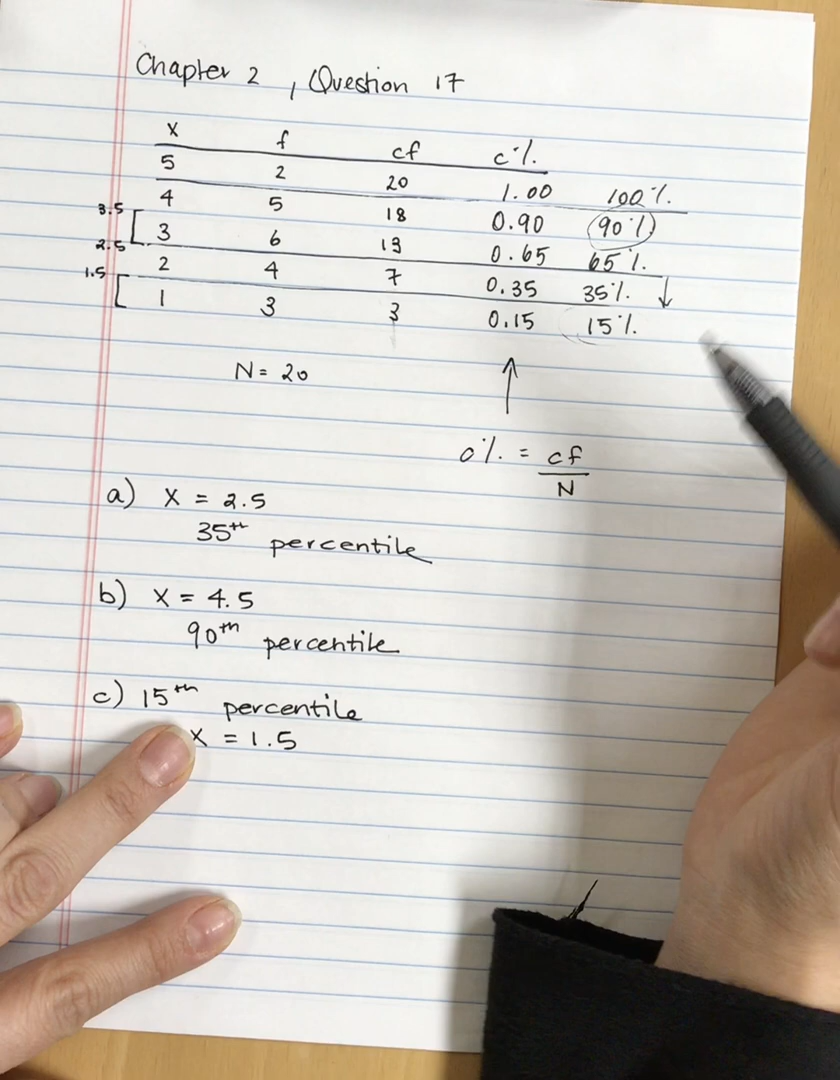 Chapter 2, Question 17
x f cf c%
5 2 20 1.00 100%
4 5 18 0.90 90%
3.5
3 6 13 0.65 65%
2.5
2 4 7 0.35 35% ↓
1.5
1 3 3 0.15 15%
N = 20
↑
c% = cf/N
a) x = 2.5
35th percentile
b) x = 4.5
90th percentile
c) 15th percentile
x = 1.5